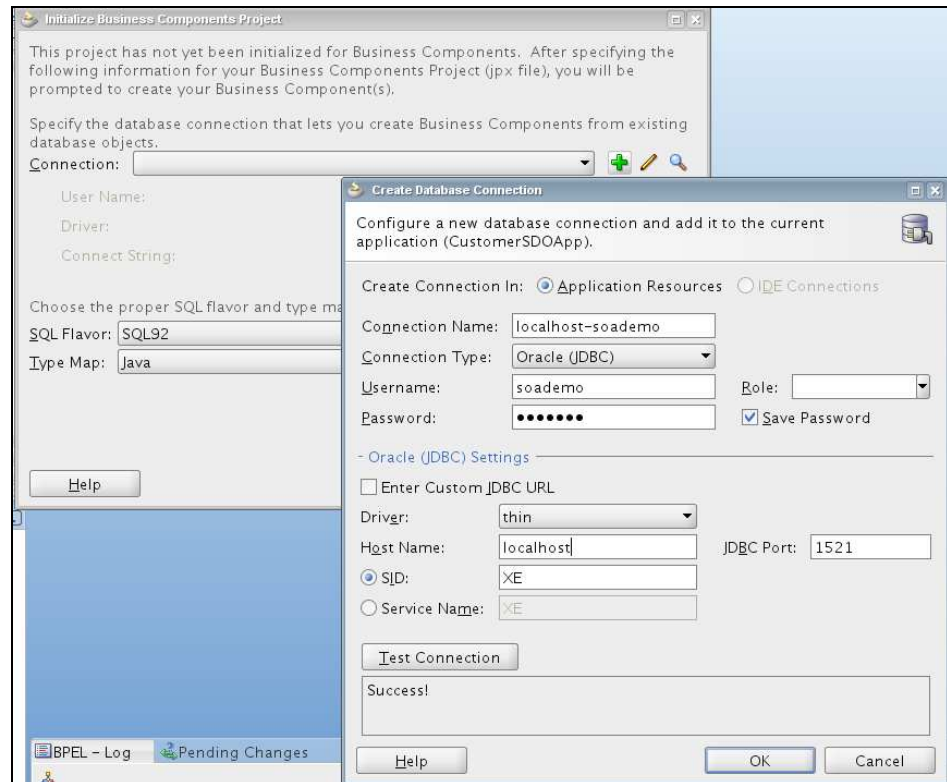 Initialize Business Components Project
This project has not yet been initialized for Business Components. After specifying the
following information for your Business Components Project (jpx file), you will be
prompted to create your Business Component(s).
Specify the database connection that lets you create Business Components from existing
database objects.
Connection:
User Name:
Driver:
Connect String:
Choose the proper SQL flavor and type ma
SQL Flavor: SQL92
Type Map: Java
Help
Create Database Connection
Configure a new database connection and add it to the current
application (CustomerSDOApp).
Create Connection In: Application Resources IDE Connections
Connection Name: localhost-soademo
Connection Type: Oracle (JDBC)
Username: soademo Role:
Password: ●●●●●●● Save Password
- Oracle (JDBC) Settings
Enter Custom JDBC URL
Driver: thin
Host Name: localhost JDBC Port: 1521
SID: XE
Service Name: XE
Test Connection
Success!
Help OK Cancel
BPEL - Log Pending Changes